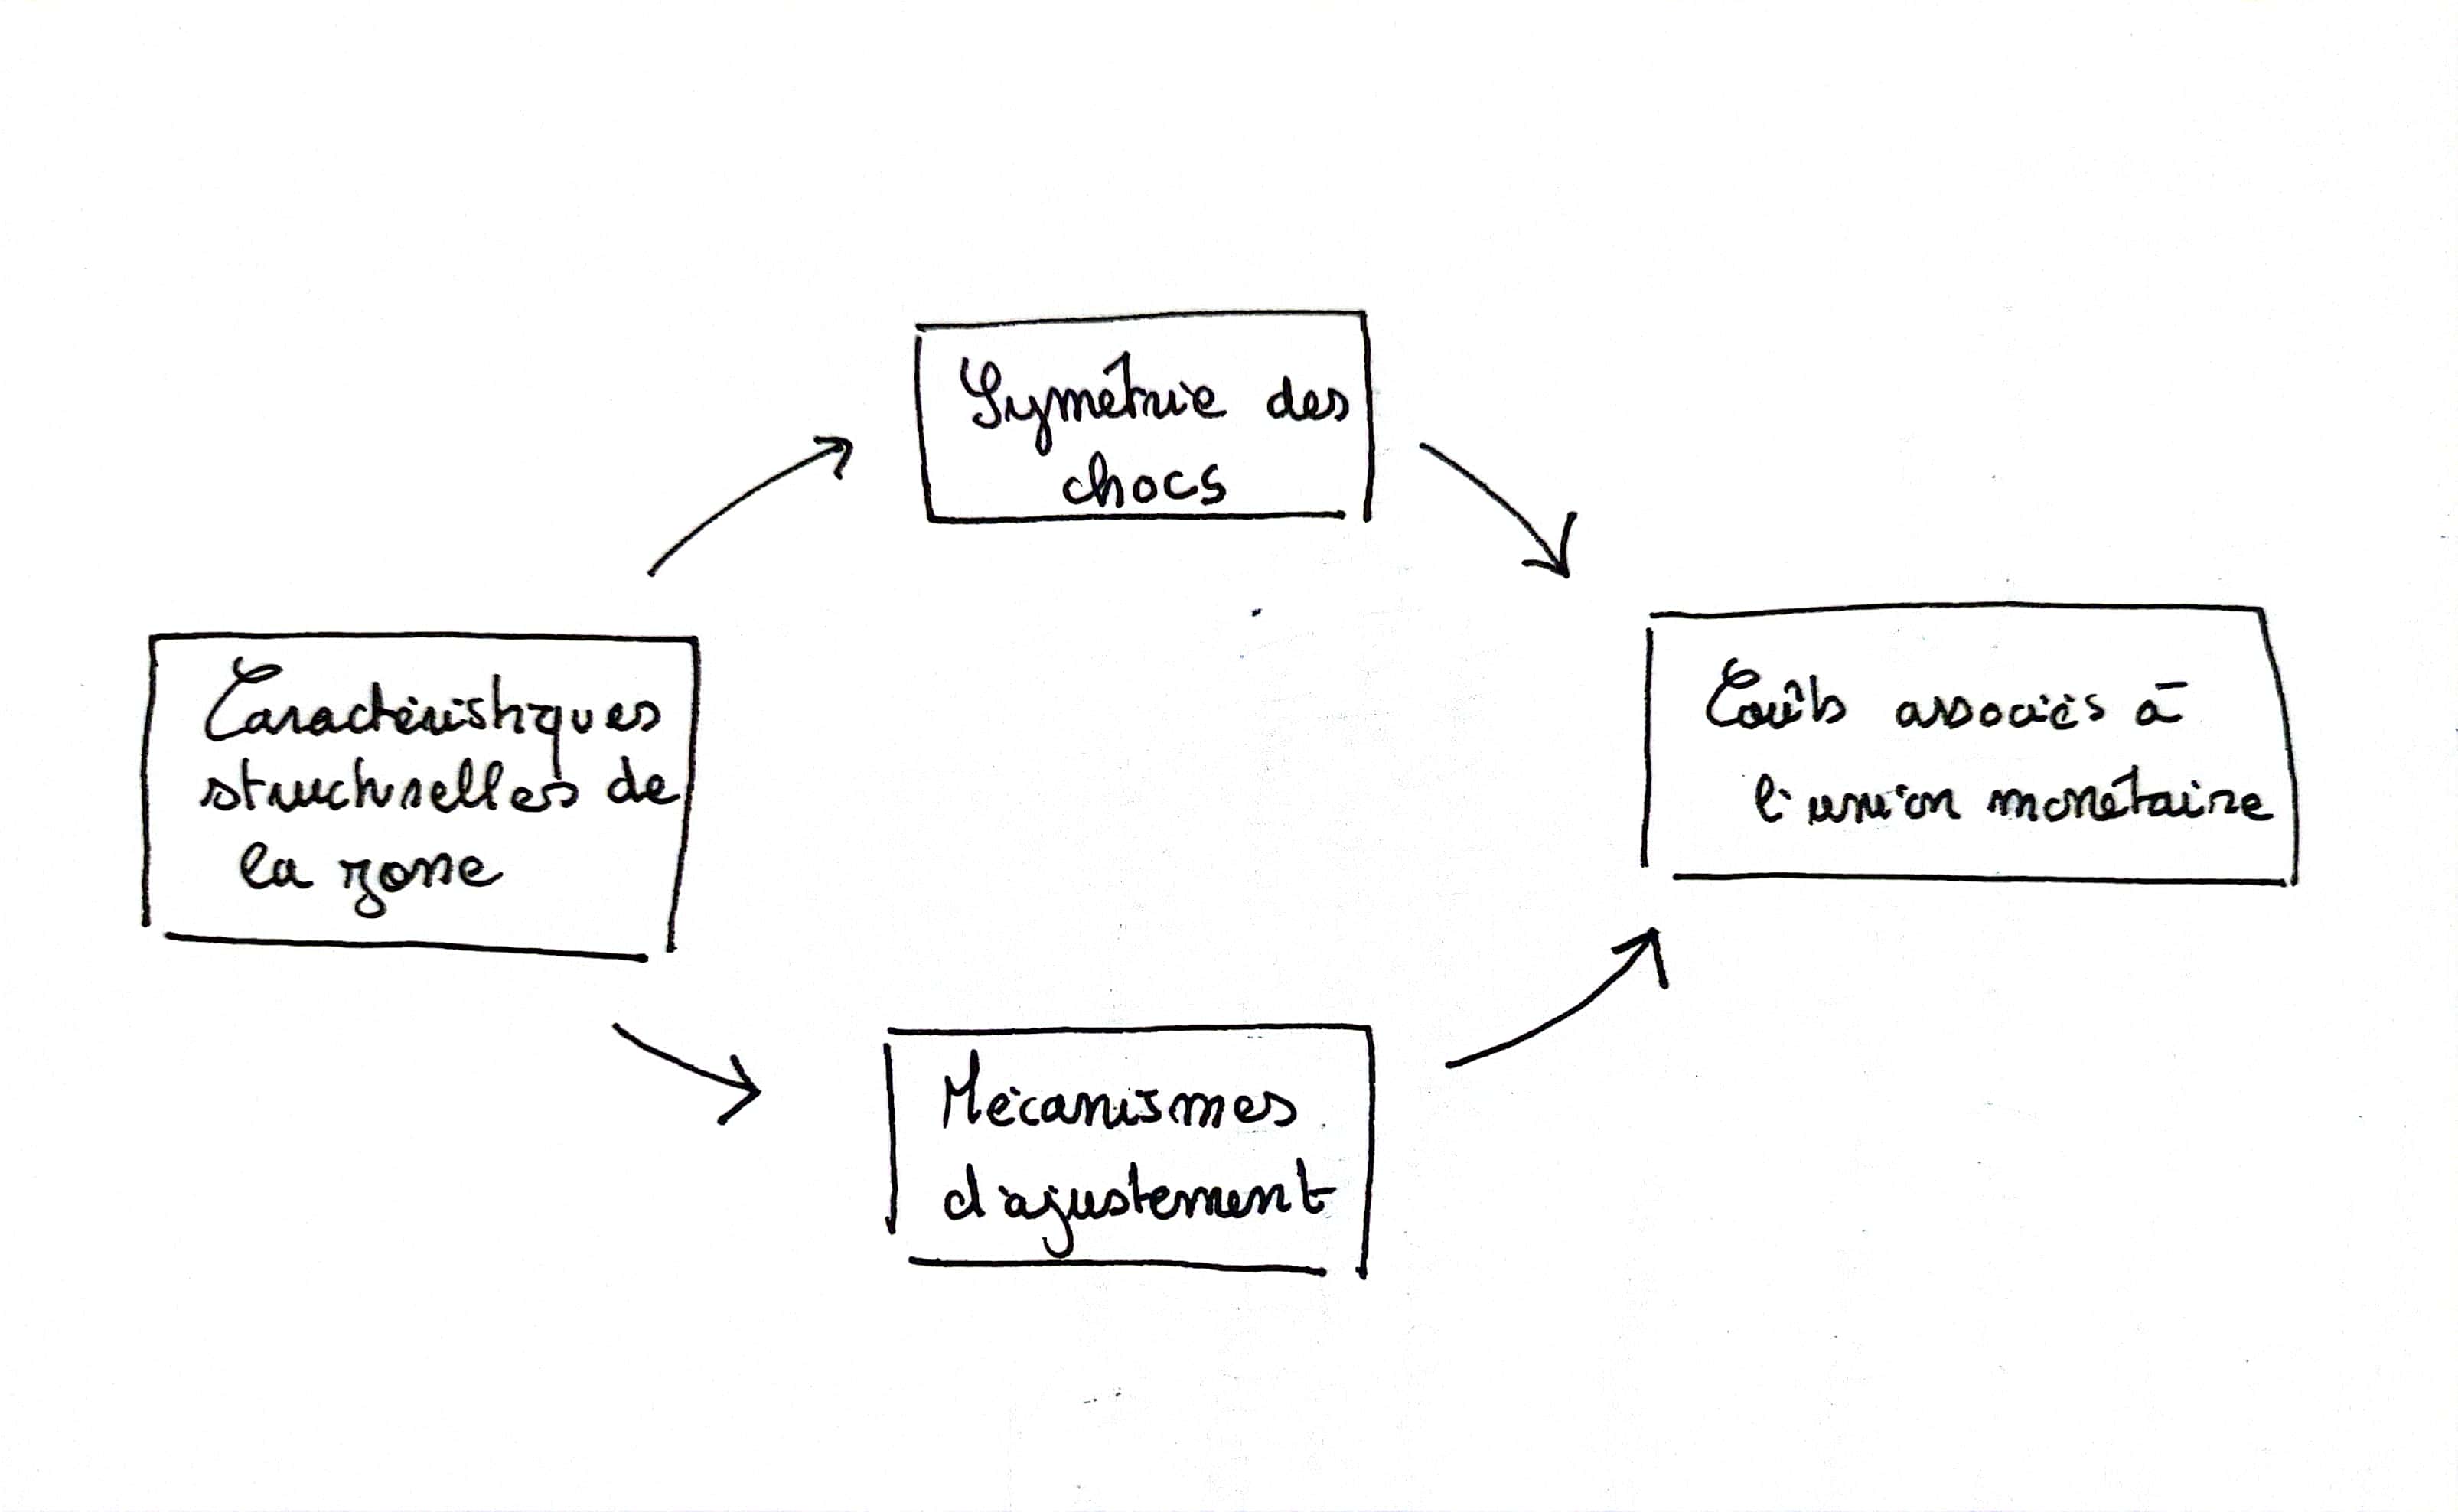 Symétrie des
chocs
Caractéristiques
structurelles de
la zone
Coûts associés à
l'union monétaire
Mécanismes
d'ajustement